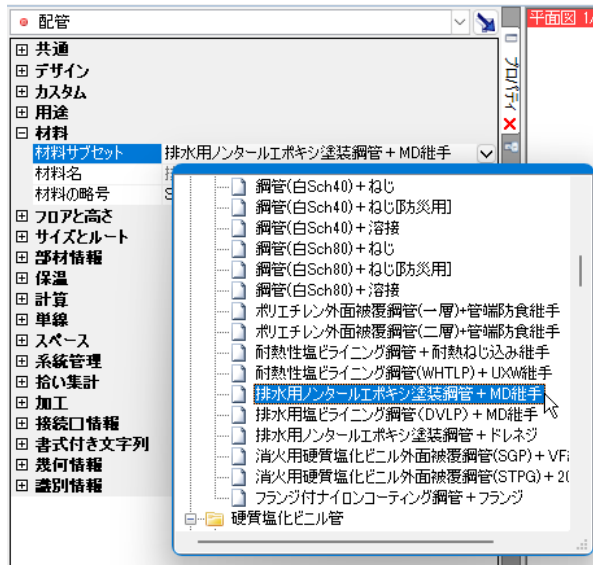 配管
平面図 1/
プロパティ
共通
デザイン
カスタム
用途
材料
材料サブセット 排水用ノンタールエポキシ塗装鋼管+MD継手
材料名
材料の略号 S
フロアと高さ
サイズとルート
部材情報
保温
計算
単線
スペース
系統管理
拾い集計
加工
接続口情報
書式付き文字列
幾何情報
識別情報
鋼管(白Sch40)+ねじ
鋼管(白Sch40)+ねじ[防災用]
鋼管(白Sch40)+溶接
鋼管(白Sch80)+ねじ
鋼管(白Sch80)+ねじ[防災用]
鋼管(白Sch80)+溶接
ポリエチレン外面被覆鋼管(一層)+管端防食継手
ポリエチレン外面被覆鋼管(二層)+管端防食継手
耐熱性塩ビライニング鋼管+耐熱ねじ込み継手
耐熱性塩ビライニング鋼管(WHTLP)+UXW継手
排水用ノンタールエポキシ塗装鋼管+MD継手
排水用塩ビライニング鋼管(DVLP)+MD継手
排水用ノンタールエポキシ塗装鋼管+ドレネジ
消火用硬質塩化ビニル外面被覆鋼管(SGP)+VF
消火用硬質塩化ビニル外面被覆鋼管(STPG)+20
フランジ付ナイロンコーティング鋼管+フランジ
硬質塩化ビニル管